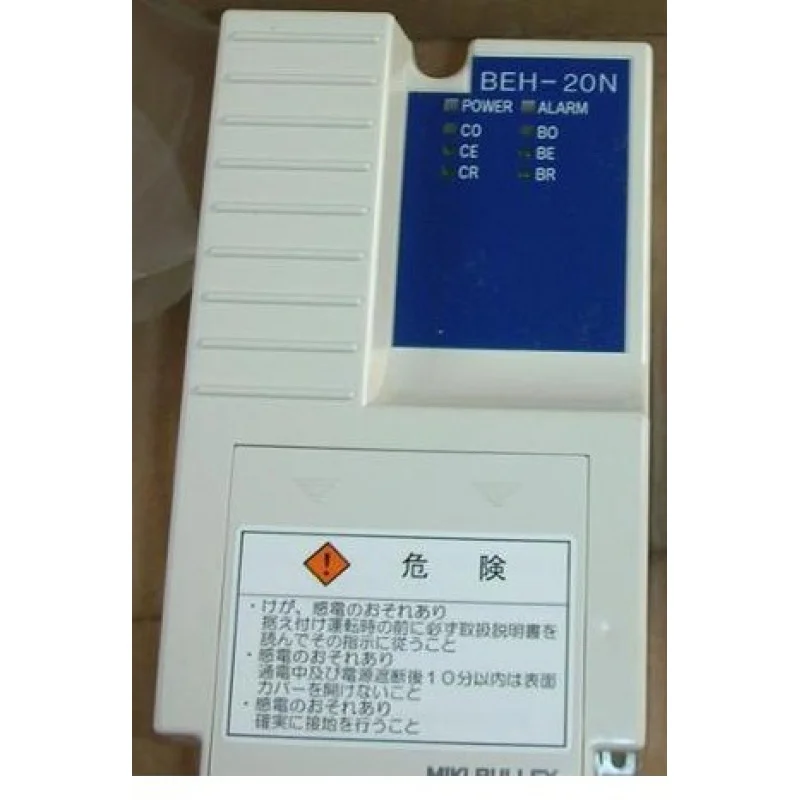 BEH-20N
POWER ALARM
CO BO
CE BE
CR BR
危険
・けが、感電のおそれあり
据え付け運転時の前に必ず取扱説明書を
読んでその指示に従うこと
・感電のおそれあり
通電中及び電源遮断後10分以内は表面
カバーを開けないこと
・感電のおそれあり
確実に接地を行うこと
MIKI PULLEY